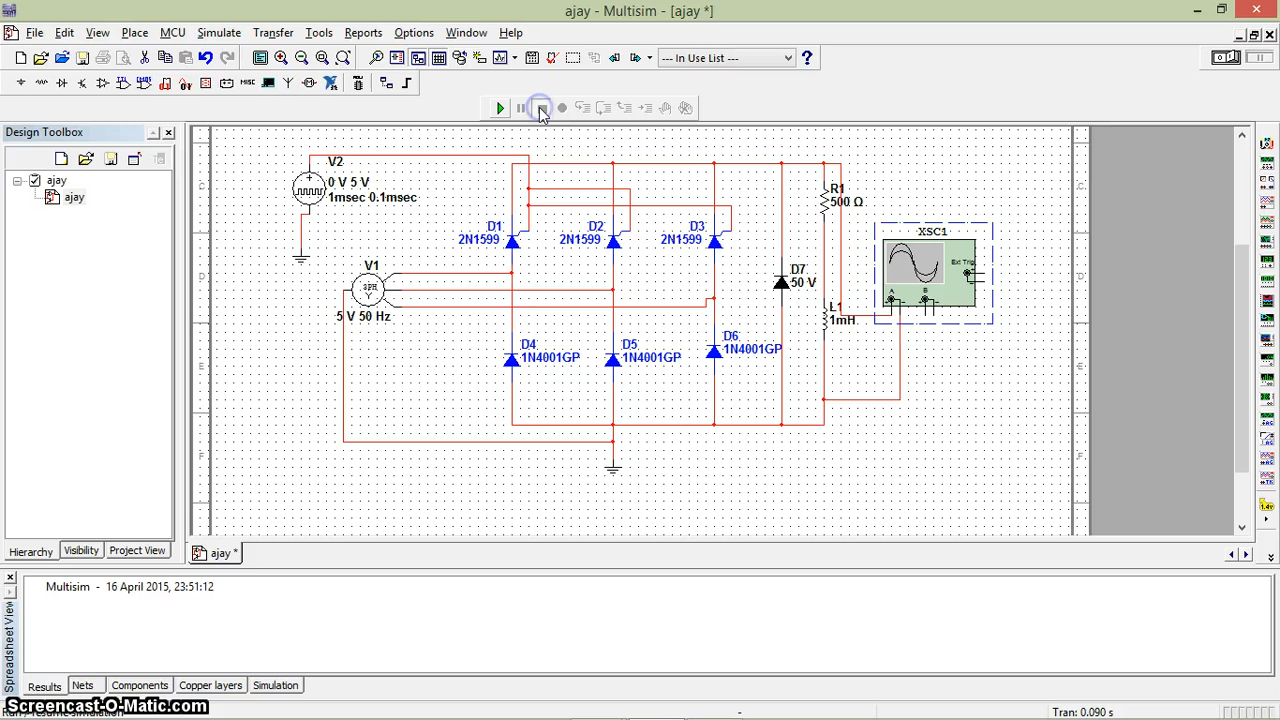 ajay - Multisim - [ajay *]
File Edit View Place MCU Simulate Transfer Tools Reports Options Window Help
--- In Use List ---
MISC
Design Toolbox
ajay
ajay
V2
0 V 5 V
1msec 0.1msec
D1
2N1599
D2
2N1599
D3
2N1599
R1
500 Ω
XSC1
Ext Trig
A
B
V1
3PH
Y
5 V 50 Hz
D7
50 V
L1
1mH
D4
1N4001GP
D5
1N4001GP
D6
1N4001GP
C
D
E
F
C
D
E
F
Hierarchy Visibility Project View
ajay *
Multisim - 16 April 2015, 23:51:12
Spreadsheet View
Results Nets Components Copper layers Simulation
Screencast-O-Matic.com
- Tran: 0.090 s